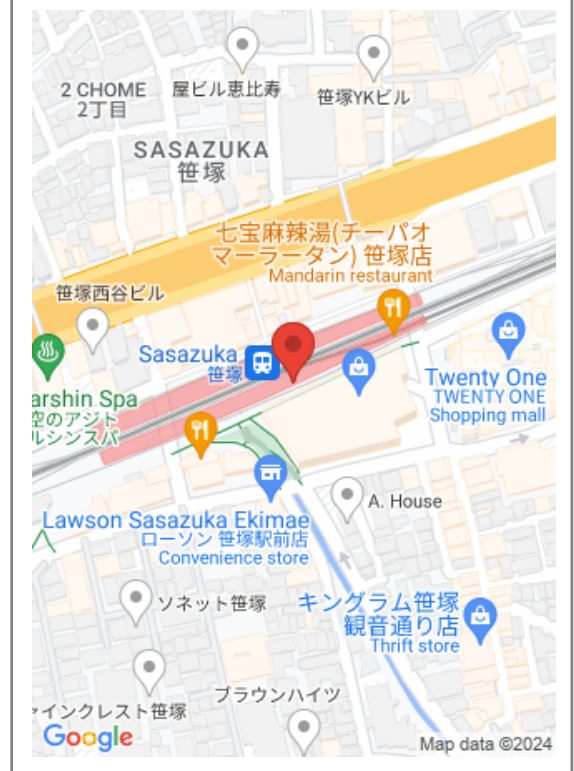 2 CHOME
2丁目
屋ビル恵比寿
笹塚YKビル
SASAZUKA
笹塚
七宝麻辣湯(チーパオ
マーラータン) 笹塚店
Mandarin restaurant
笹塚西谷ビル
Sasazuka
笹塚
arshin Spa
空のアジト
ルシンスパ
Twenty One
TWENTY ONE
Shopping mall
A. House
Lawson Sasazuka Ekimae
ローソン 笹塚駅前店
Convenience store
ソネット笹塚
キングラム笹塚
観音通り店
Thrift store
ブラウンハイツ
インクレスト笹塚
Google
Map data ©2024